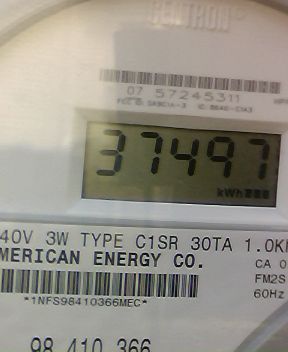 CENTRON®
07 57245311
37497
kWh
40V 3W TYPE C1SR 30TA 1.0K
MERICAN ENERGY CO.
CA 0
FM2S
60Hz
*1NFS98410366MEC*
98 410 366